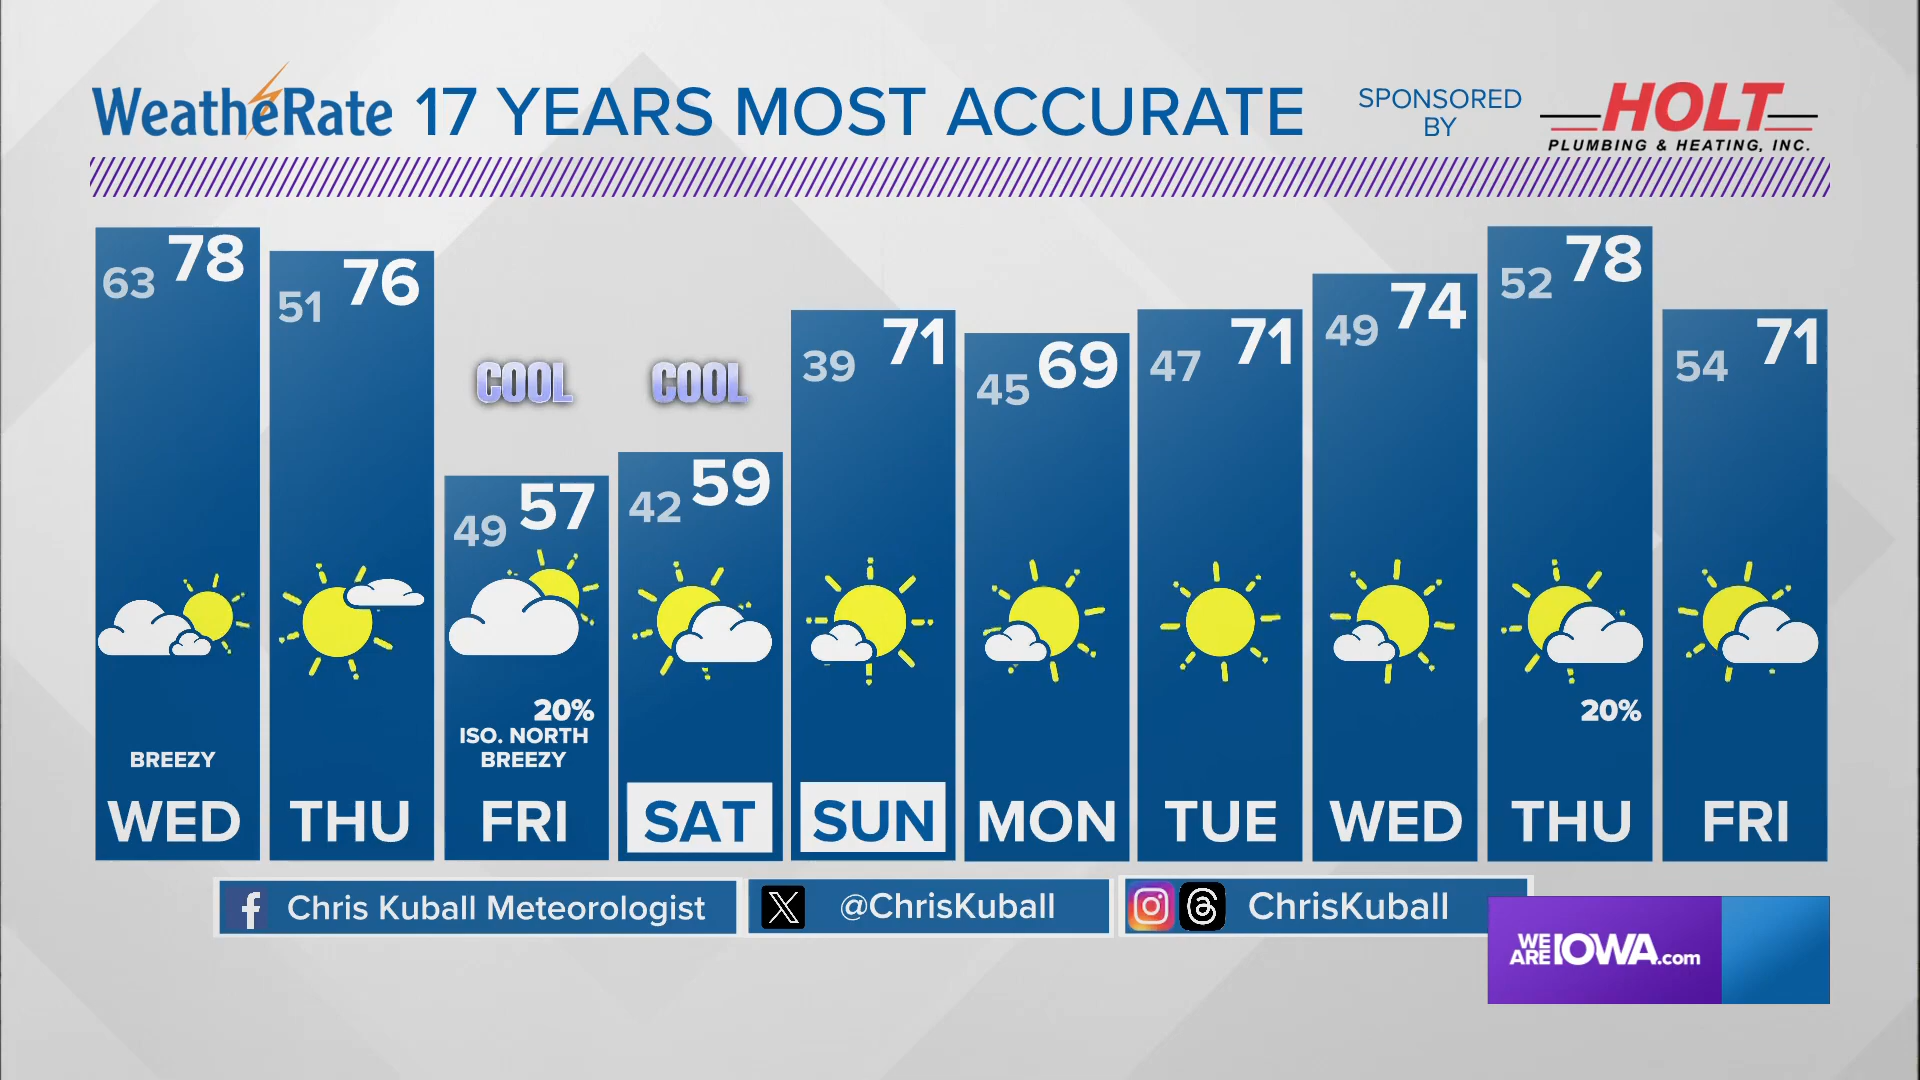 WeatheRate 17 YEARS MOST ACCURATE
SPONSORED
BY
HOLT
PLUMBING & HEATING, INC.
63 78
51 76
COOL
49 57
COOL
42 59
39 71
45 69
47 71
49 74
52 78
54 71
BREEZY
20%
ISO. NORTH
BREEZY
20%
WED THU FRI SAT SUN MON TUE WED THU FRI
f Chris Kuball Meteorologist
X @ChrisKuball
ChrisKuball
WE
ARE IOWA.com